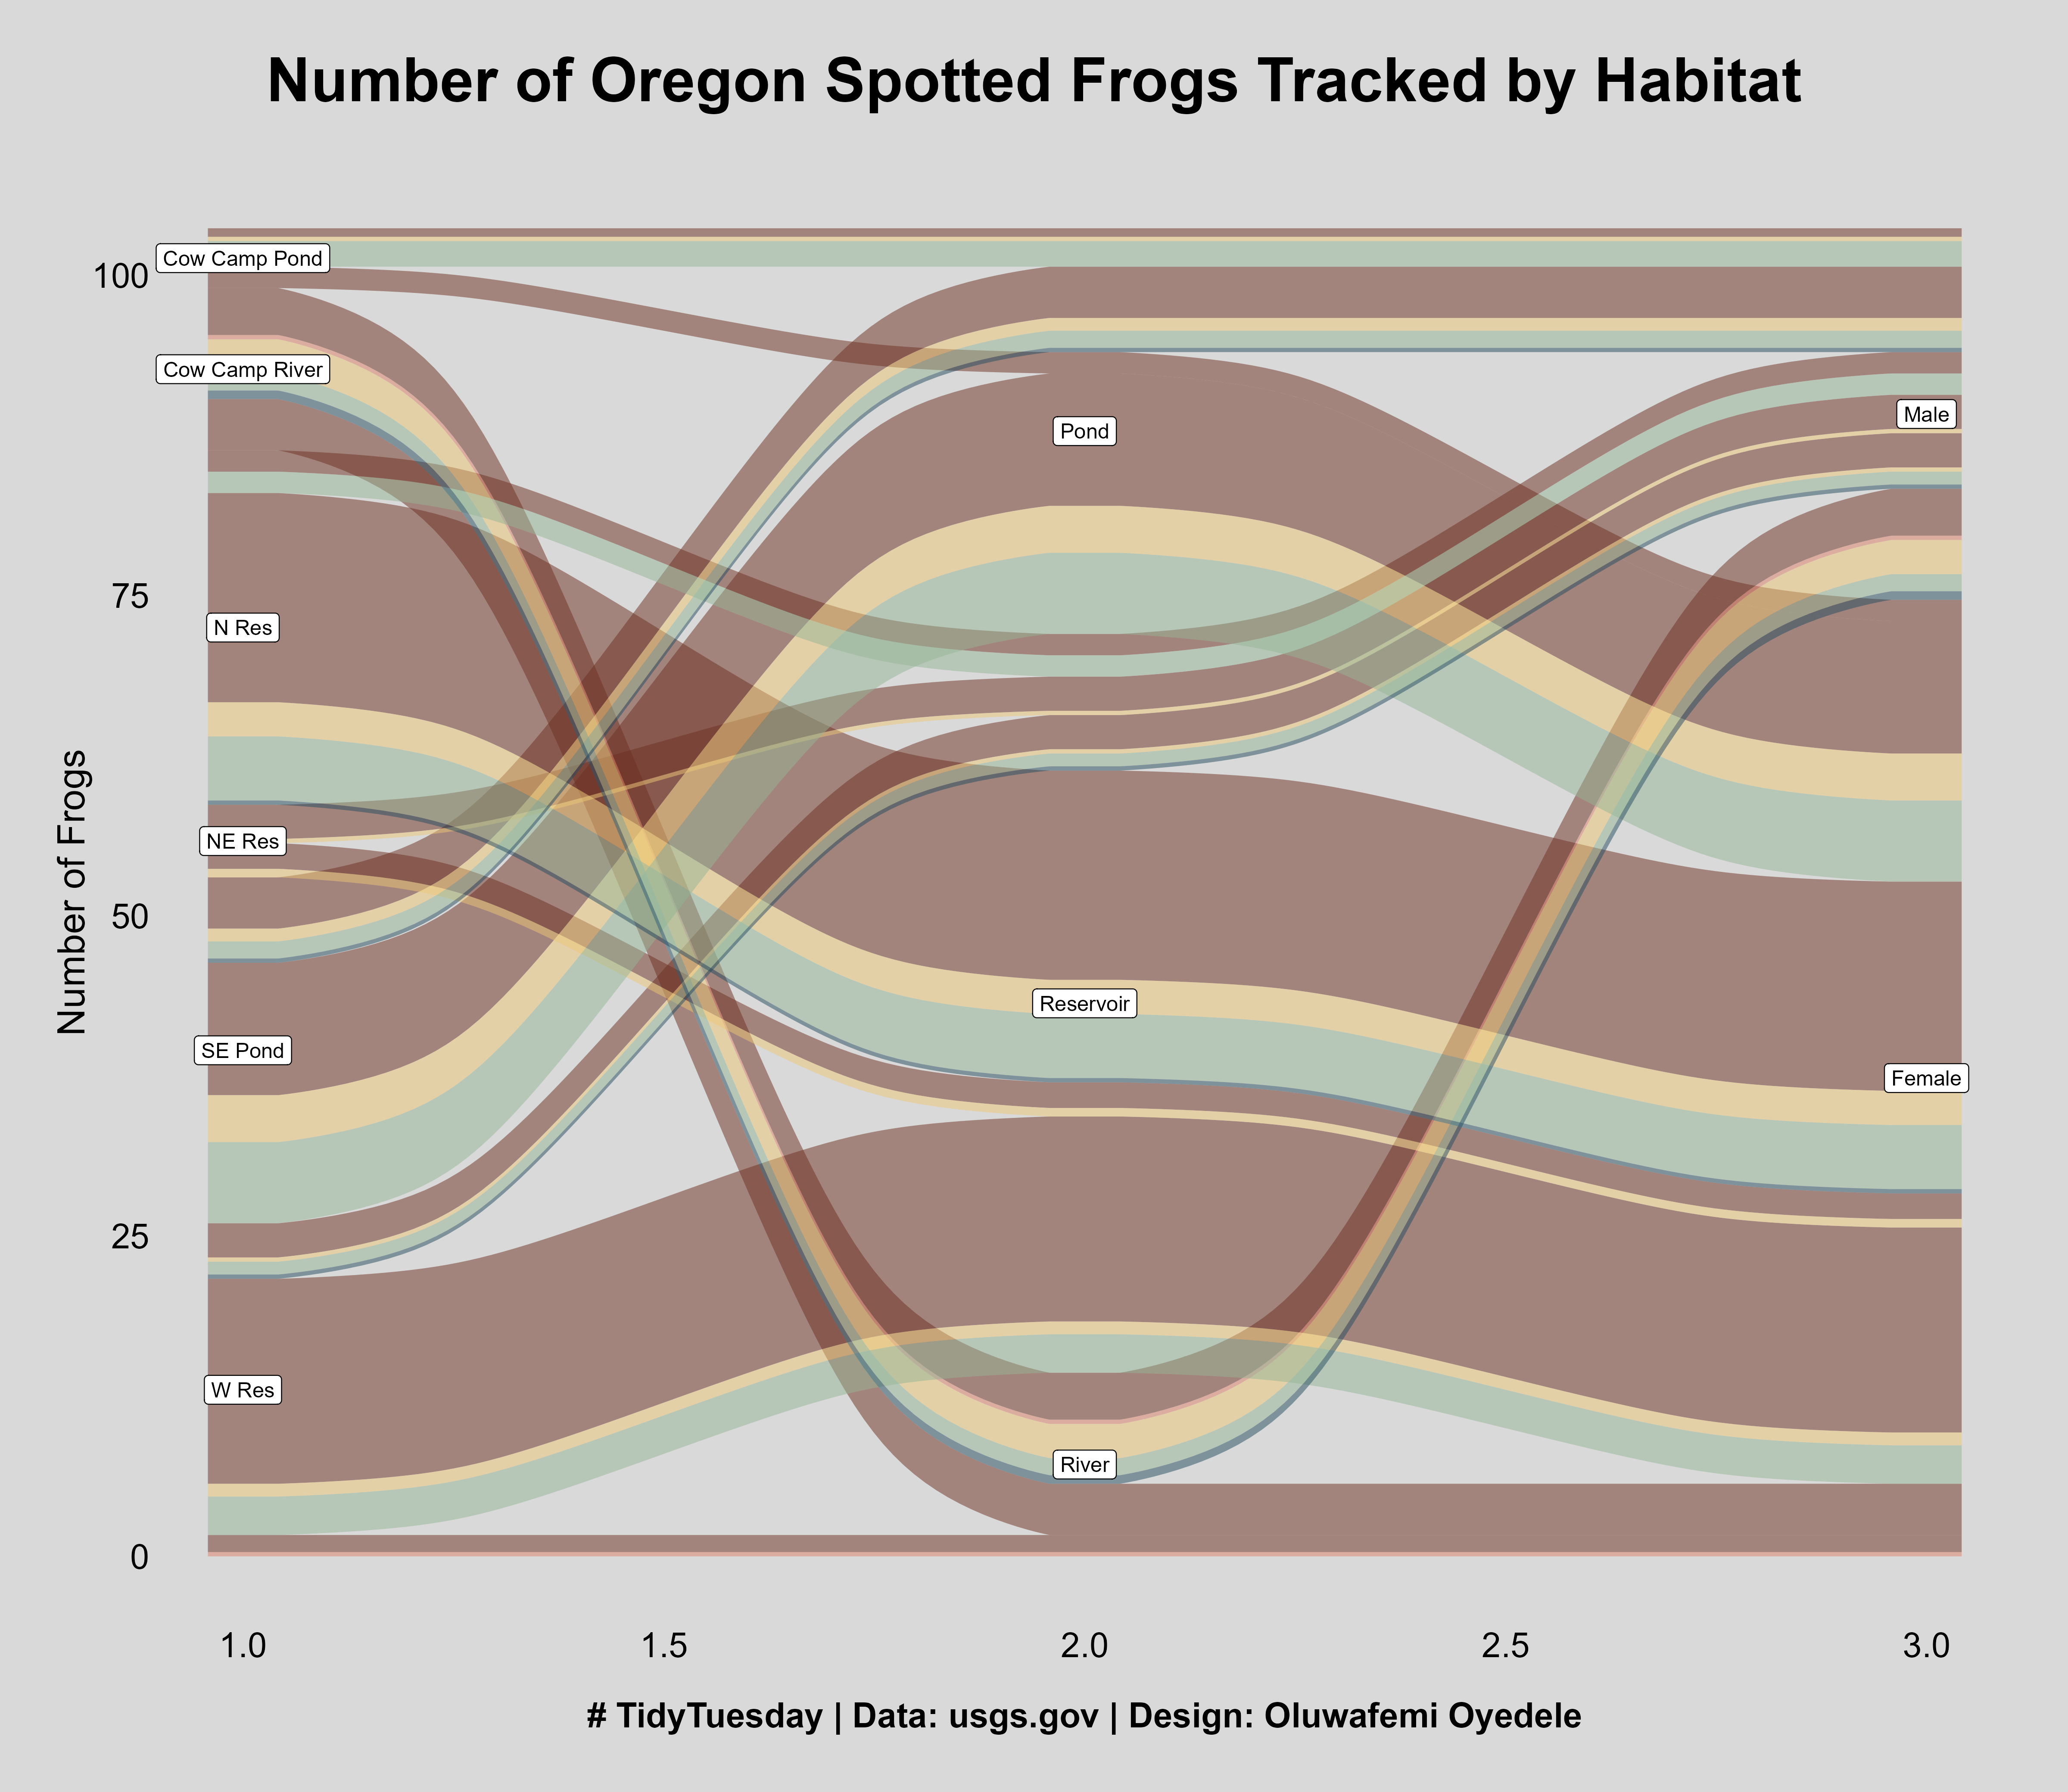 Number of Oregon Spotted Frogs Tracked by Habitat
Number of Frogs
100
75
50
25
0
Cow Camp Pond
Cow Camp River
N Res
NE Res
SE Pond
W Res
Pond
Reservoir
River
Male
Female
1.0 1.5 2.0 2.5 3.0
# TidyTuesday | Data: usgs.gov | Design: Oluwafemi Oyedele